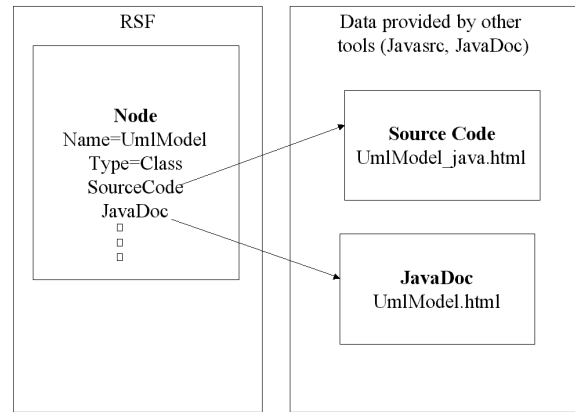 RSF
Node
Name=UmlModel
Type=Class
SourceCode
JavaDoc
Data provided by other
tools (Javasrc, JavaDoc)
Source Code
UmlModel_java.html
JavaDoc
UmlModel.html